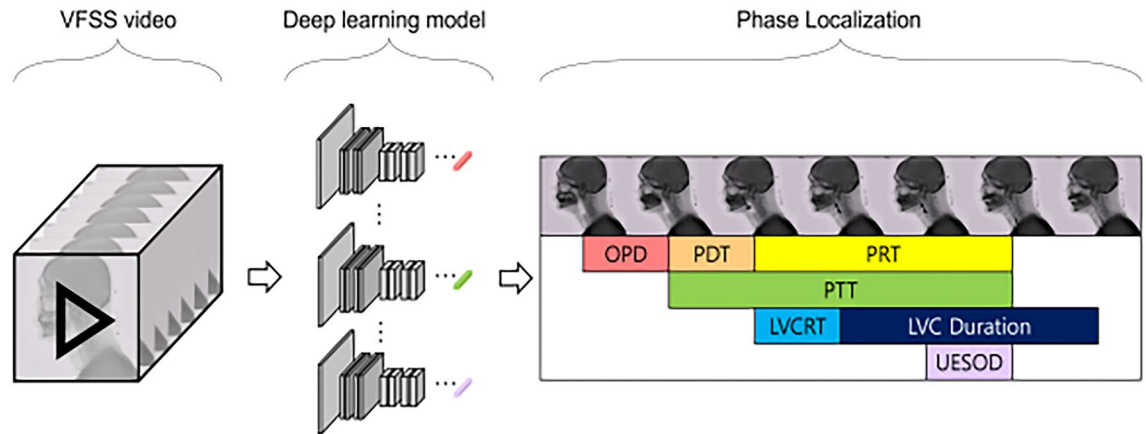 VFSS video
Deep learning model
Phase Localization
OPD
PDT
PRT
PTT
LVCRT
LVC Duration
UESOD